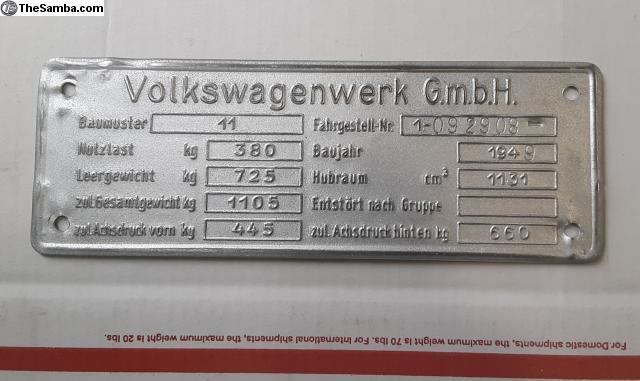 TheSamba.com
Volkswagenwerk G.m.b.H.
Baumuster 11 Fahrgestell-Nr. 1-092908-
Nutzlast kg 380 Baujahr 1949
Leergewicht kg 725 Hubraum cm³ 1131
zul.Gesamtgewicht kg 1105 Entstört nach Gruppe
zul.Achsdruck vorn kg 445 zul.Achsdruck hinten kg 660
For Domestic shipments, the maximum weight is 70 lbs. For International shipments, the maximum weight is 20 lbs.